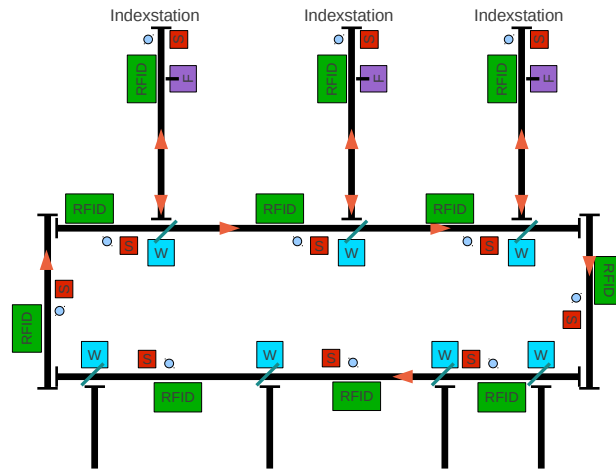 Indexstation Indexstation Indexstation
S S S
RFID F RFID F RFID F
RFID RFID RFID
S W S W S W
S RFID
RFID S
W S W S W S W
RFID RFID RFID